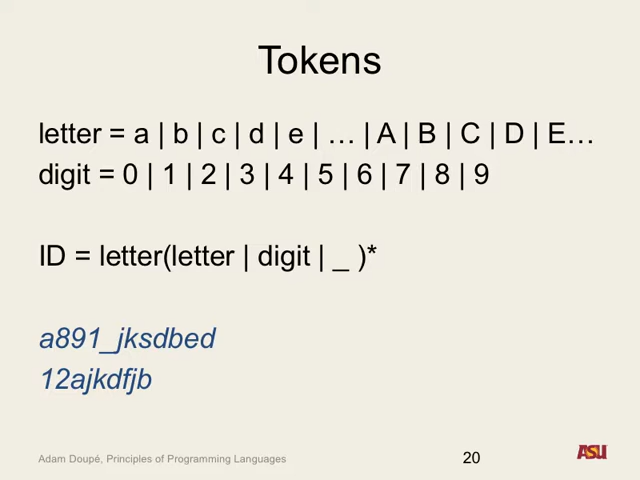 Tokens
letter = a | b | c | d | e | … | A | B | C | D | E…
digit = 0 | 1 | 2 | 3 | 4 | 5 | 6 | 7 | 8 | 9
ID = letter(letter | digit | _ )*
a891_jksdbed
12ajkdfjb
Adam Doupé, Principles of Programming Languages
20
ASU